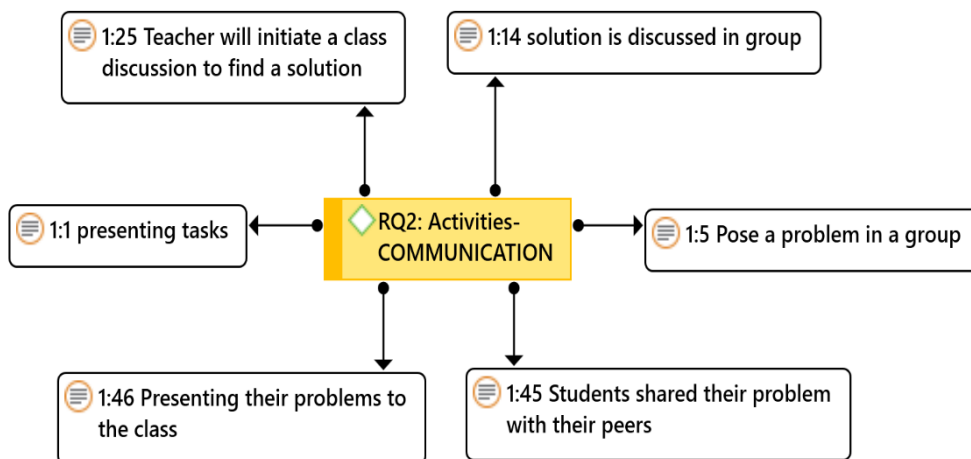 1:25 Teacher will initiate a class
discussion to find a solution
1:14 solution is discussed in group
1:1 presenting tasks
RQ2: Activities-
COMMUNICATION
1:5 Pose a problem in a group
1:46 Presenting their problems to
the class
1:45 Students shared their problem
with their peers